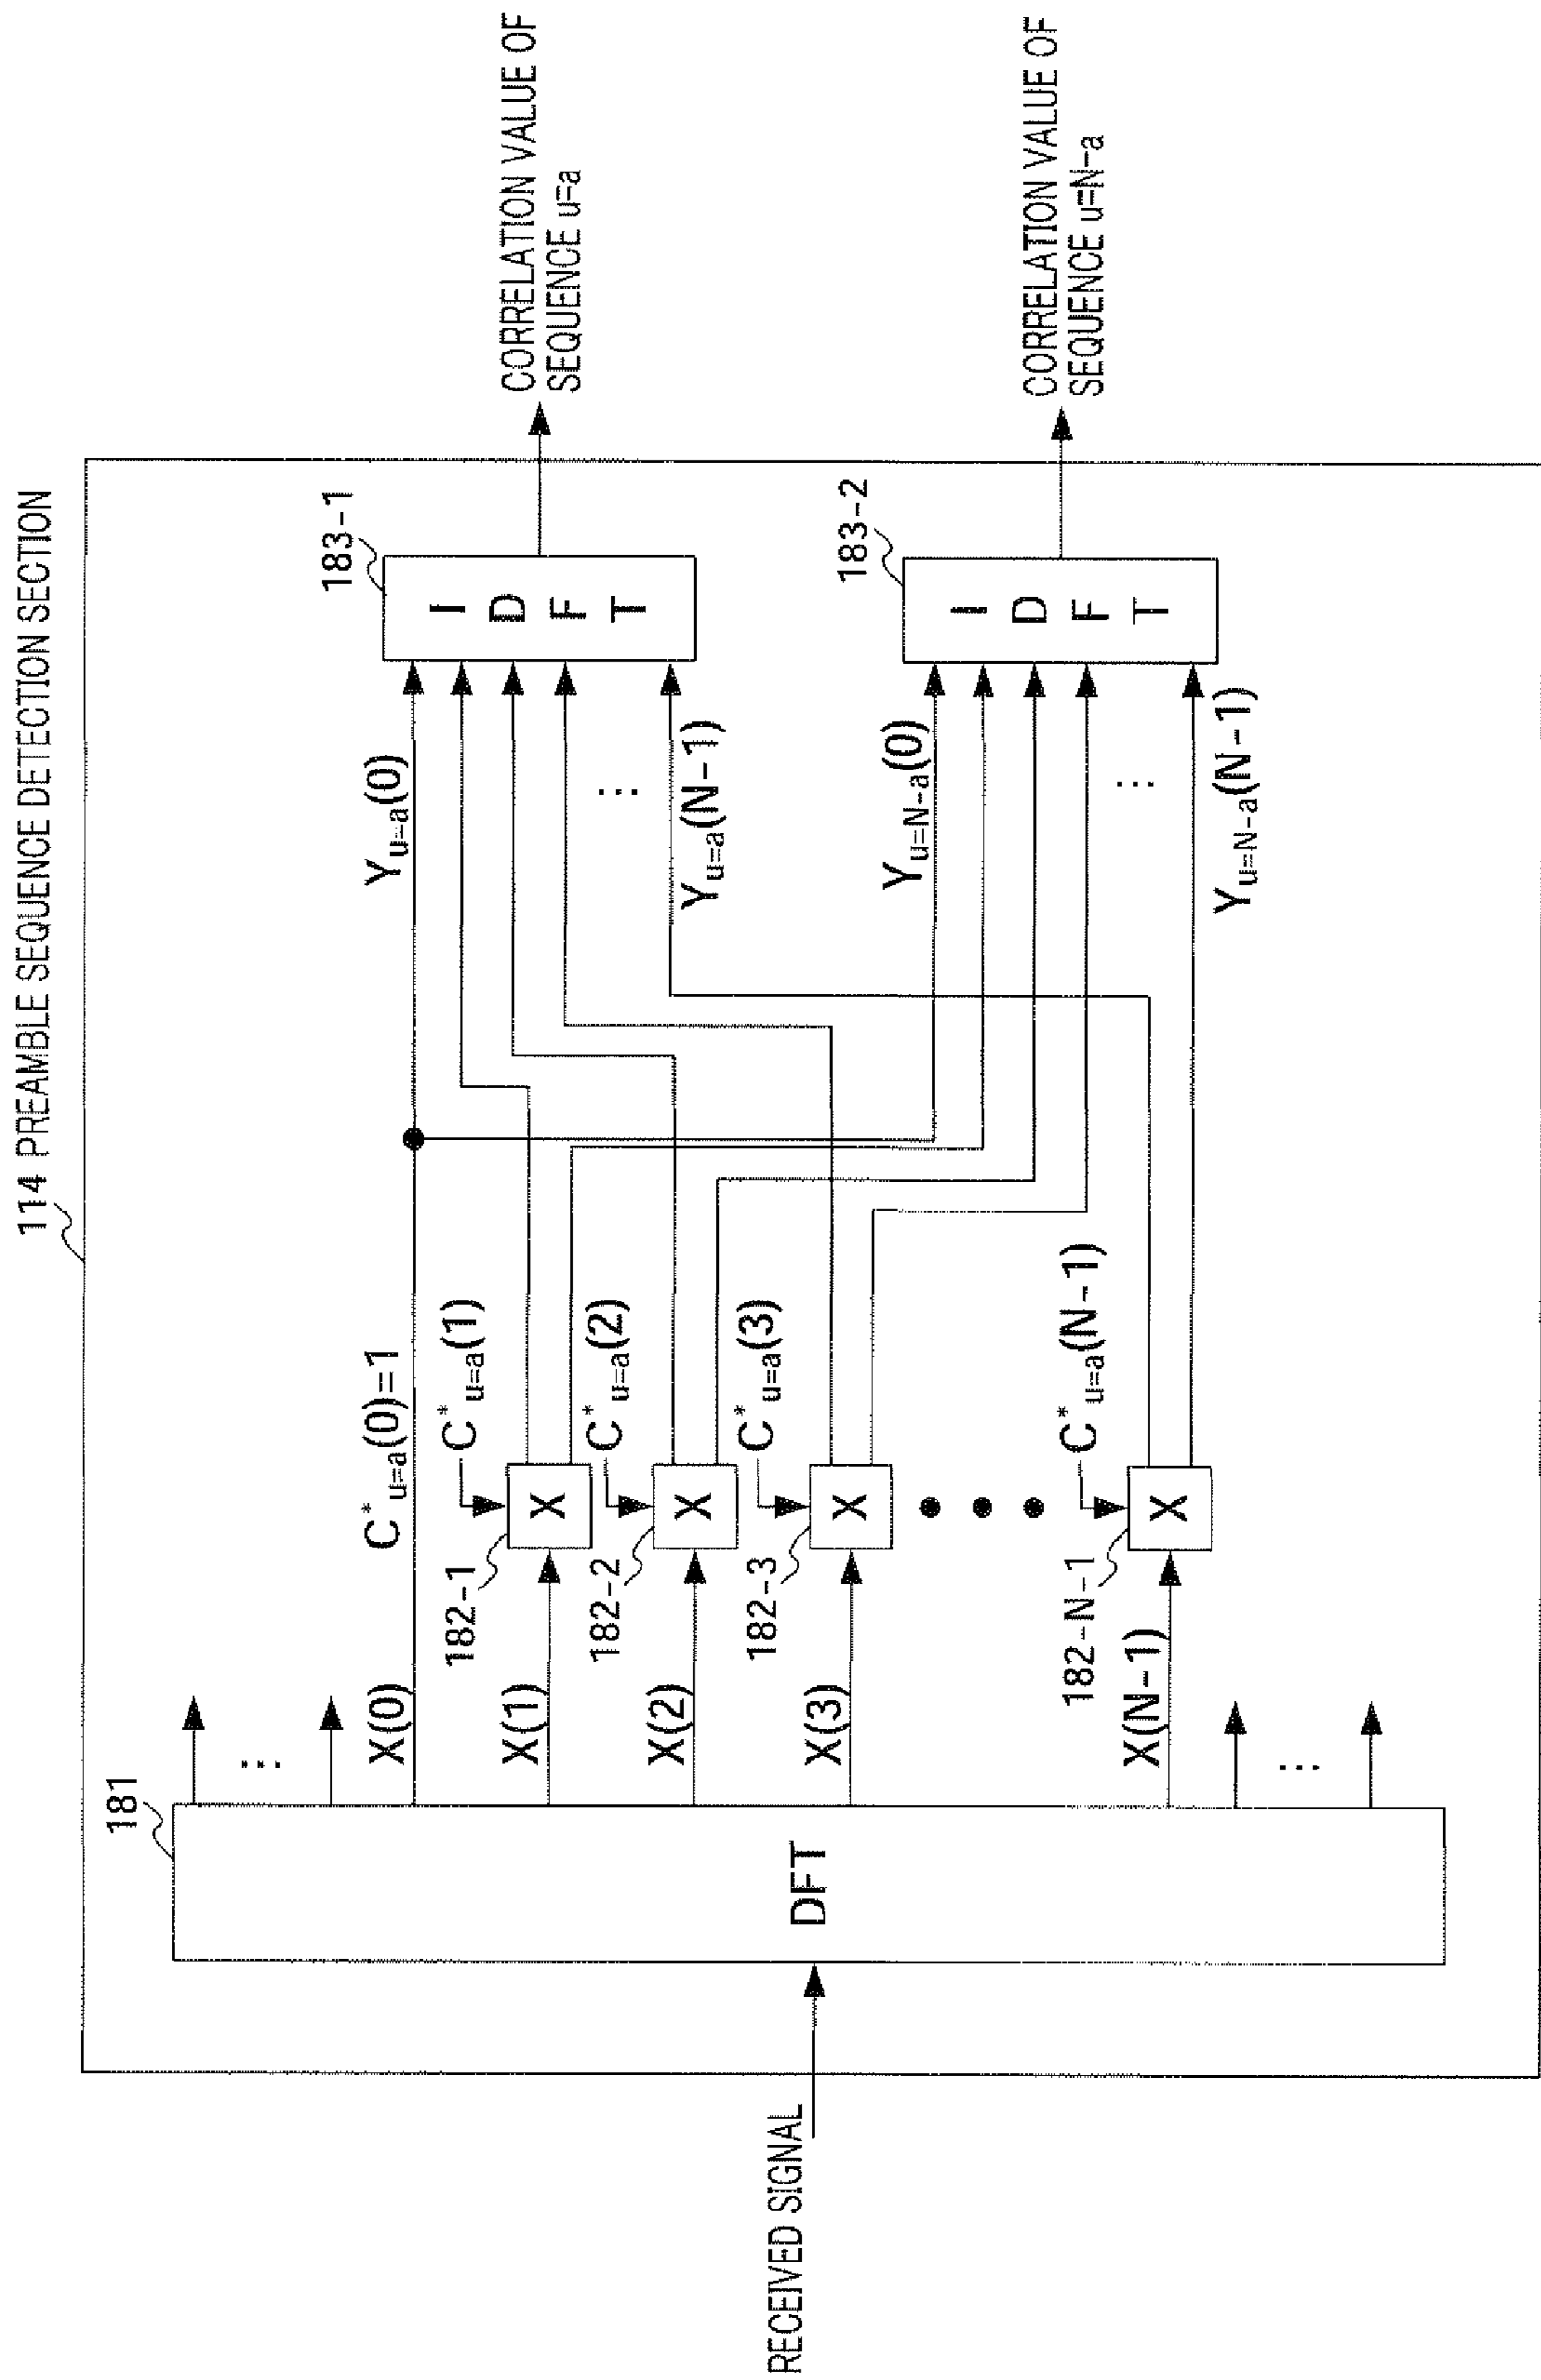 114 PREAMBLE SEQUENCE DETECTION SECTION
RECEIVED SIGNAL
181
DFT
...
X(0)
X(1)
X(2)
X(3)
X(N-1)
...
C*u=a(0)=1
182-1
C*u=a(1)
X
182-2
C*u=a(2)
X
182-3
C*u=a(3)
X
182-N-1
C*u=a(N-1)
X
Yu=a(0)
...
Yu=a(N-1)
183-1
IDFT
CORRELATION VALUE OF
SEQUENCE u=a
Yu=N-a(0)
...
Yu=N-a(N-1)
183-2
IDFT
CORRELATION VALUE OF
SEQUENCE u=N-a